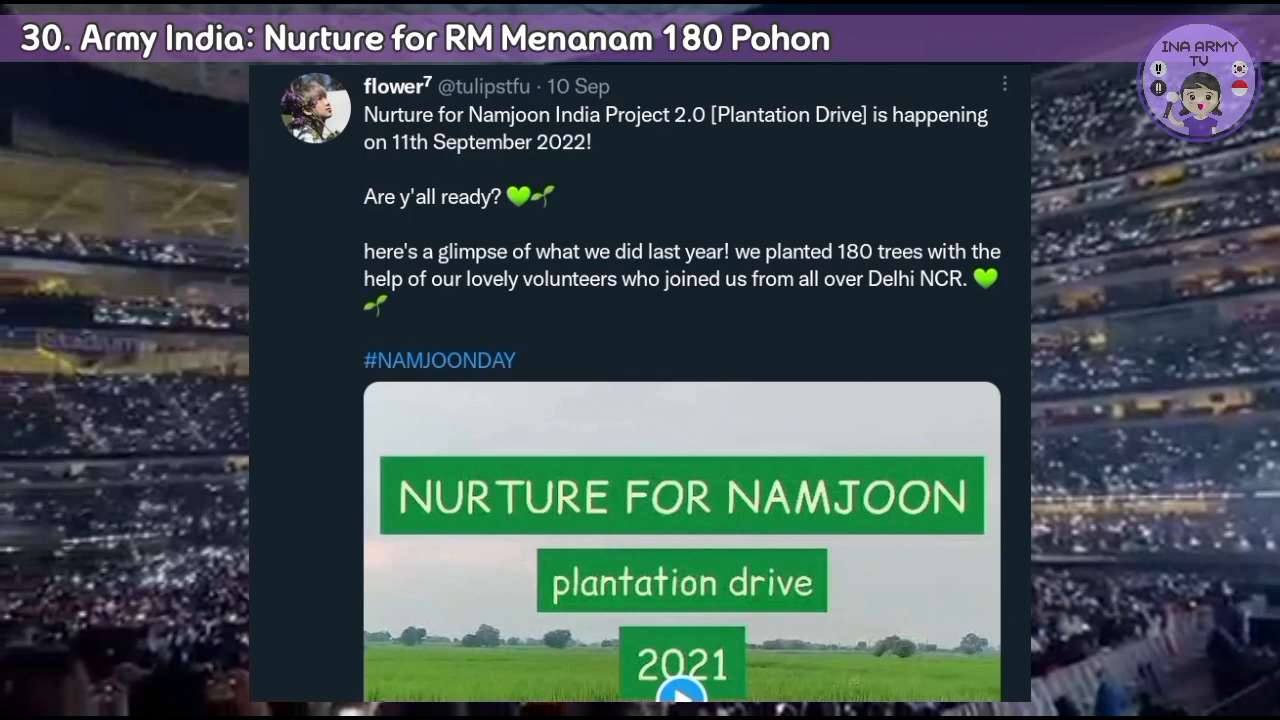 30. Army India: Nurture for RM Menanam 180 Pohon
INA ARMY
TV
flower⁷ @tulipstfu · 10 Sep
Nurture for Namjoon India Project 2.0 [Plantation Drive] is happening
on 11th September 2022!
Are y'all ready? 💚🌱
here's a glimpse of what we did last year! we planted 180 trees with the
help of our lovely volunteers who joined us from all over Delhi NCR. 💚
🌱
#NAMJOONDAY
NURTURE FOR NAMJOON
plantation drive
2021